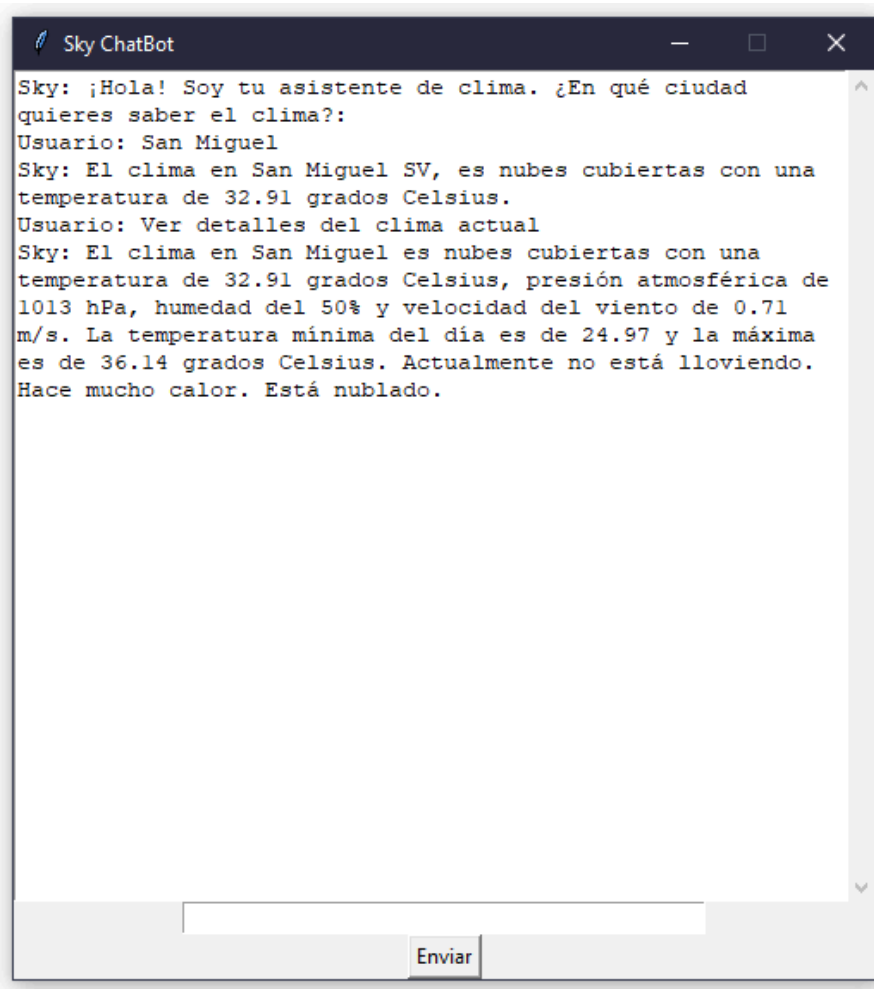 Sky ChatBot
Sky: ¡Hola! Soy tu asistente de clima. ¿En qué ciudad
quieres saber el clima?:
Usuario: San Miguel
Sky: El clima en San Miguel SV, es nubes cubiertas con una
temperatura de 32.91 grados Celsius.
Usuario: Ver detalles del clima actual
Sky: El clima en San Miguel es nubes cubiertas con una
temperatura de 32.91 grados Celsius, presión atmosférica de
1013 hPa, humedad del 50% y velocidad del viento de 0.71
m/s. La temperatura mínima del día es de 24.97 y la máxima
es de 36.14 grados Celsius. Actualmente no está lloviendo.
Hace mucho calor. Está nublado.
Enviar